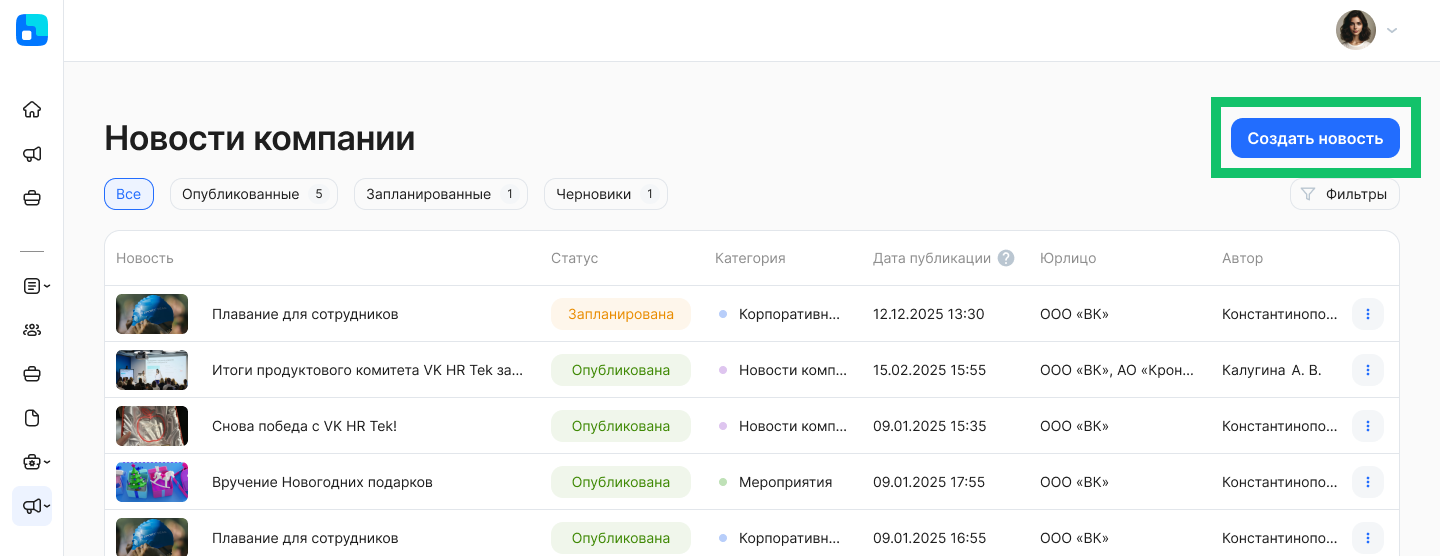 Новости компании
Создать новость
Все Опубликованные 5 Запланированные 1 Черновики 1 Фильтры
Новость Статус Категория Дата публикации ? Юрлицо Автор
Плавание для сотрудников Запланирована Корпоративн... 12.12.2025 13:30 ООО «ВК» Константинопо...
Итоги продуктового комитета VK HR Tek за... Опубликована Новости комп... 15.02.2025 15:55 ООО «ВК», АО «Крон... Калугина А. В.
Снова победа с VK HR Tek! Опубликована Новости комп... 09.01.2025 15:35 ООО «ВК» Константинопо...
Вручение Новогодних подарков Опубликована Мероприятия 09.01.2025 17:55 ООО «ВК» Константинопо...
Плавание для сотрудников Опубликована Корпоративн... 09.01.2025 16:55 ООО «ВК» Константинопо...